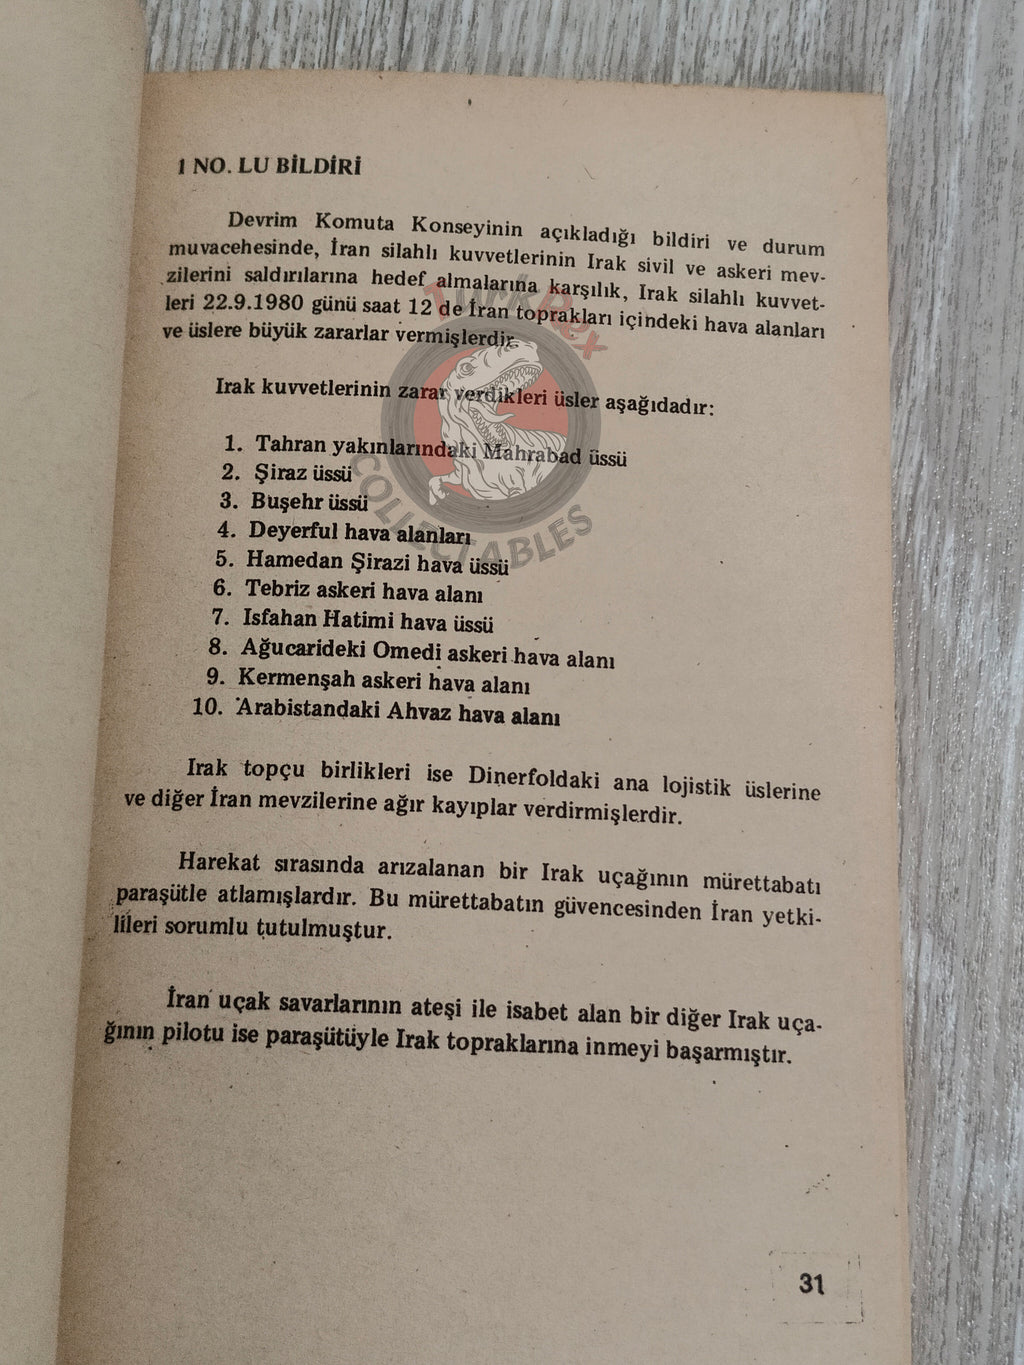 1 NO. LU BİLDİRİ
Devrim Komuta Konseyinin açıkladığı bildiri ve durum
muvacehesinde, İran silahlı kuvvetlerinin Irak sivil ve askeri mev-
zilerini saldırılarına hedef almalarına karşılık, Irak silahlı kuvvet-
leri 22.9.1980 günü saat 12 de İran toprakları içindeki hava alanları
ve üslere büyük zararlar vermişlerdir.
Irak kuvvetlerinin zarar verdikleri üsler aşağıdadır:
1. Tahran yakınlarındaki Mahrabad üssü
2. Şiraz üssü
3. Buşehr üssü
4. Deyerful hava alanları
5. Hamedan Şirazi hava üssü
6. Tebriz askeri hava alanı
7. Isfahan Hatimi hava üssü
8. Ağucarideki Omedi askeri hava alanı
9. Kermenşah askeri hava alanı
10. Arabistandaki Ahvaz hava alanı
Irak topçu birlikleri ise Dinerfoldaki ana lojistik üslerine
ve diğer İran mevzilerine ağır kayıplar verdirmişlerdir.
Harekat sırasında arızalanan bir Irak uçağının mürettabatı
paraşütle atlamışlardır. Bu mürettabatın güvencesinden İran yetki-
lileri sorumlu tutulmuştur.
İran uçak savarlarının ateşi ile isabet alan bir diğer Irak uça-
ğının pilotu ise paraşütüyle Irak topraklarına inmeyi başarmıştır.
31
TurkRex
COLLECTABLES